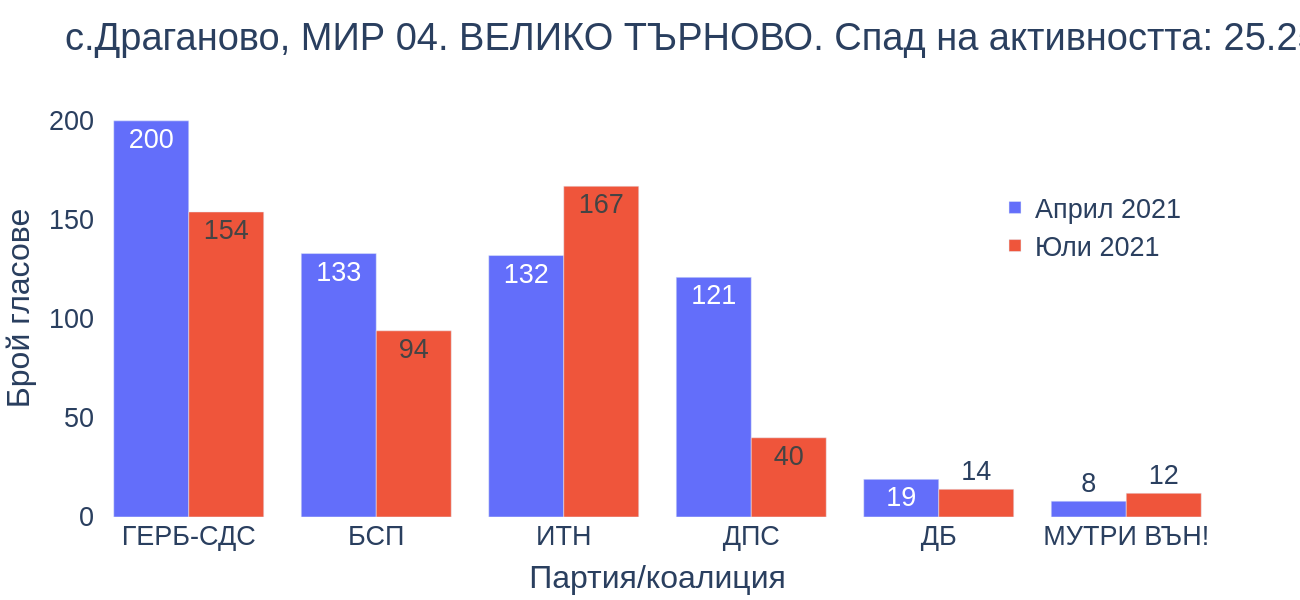 с.Драганово, МИР 04. ВЕЛИКО ТЪРНОВО. Спад на активността: 25.2
Брой гласове
200
150
100
50
0
200
154
133
94
132
167
121
40
19
14
8
12
Април 2021
Юли 2021
ГЕРБ-СДС
БСП
ИТН
ДПС
ДБ
МУТРИ ВЪН!
Партия/коалиция